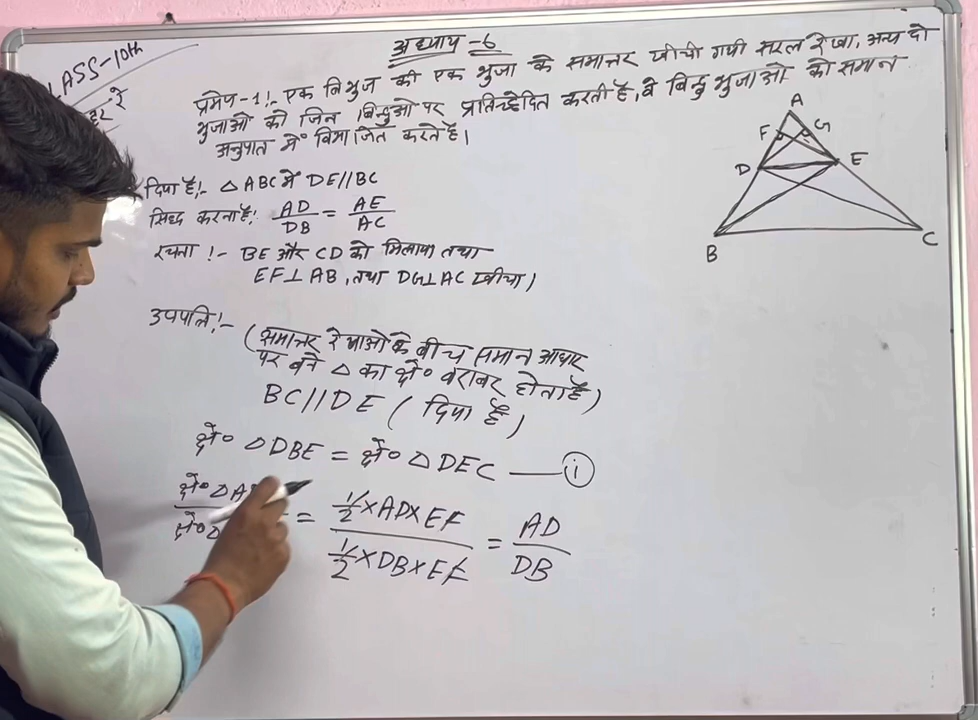 अध्याय-6
CLASS-10th
प्रमेय-1!- एक त्रिभुज की एक भुजा के समान्तर खींची गयी सरल रेखा, अन्य दो
भुजाओ को जिन बिन्दुओ पर प्रतिच्छेदित करती है, वे बिन्दु भुजाओ को समान
अनुपात में विभाजित करते है।
दिया है!- △ABC में DE//BC
सिद्ध करना है! AD/DB = AE/AC
रचना!- BE और CD को मिलाया तथा
EF⊥AB, तथा DG⊥AC खींचा।
उपपत्ति!-
(समान्तर रेखाओ के बीच समान आधार
पर बने △ का क्षे० बराबर होता है)
BC//DE (दिया है)
क्षे० △DBE = क्षे० △DEC —— (i)
क्षे० △A
क्षे० △
= ½×AD×EF / ½×DB×EF = AD/DB
A
F G
D E
B C